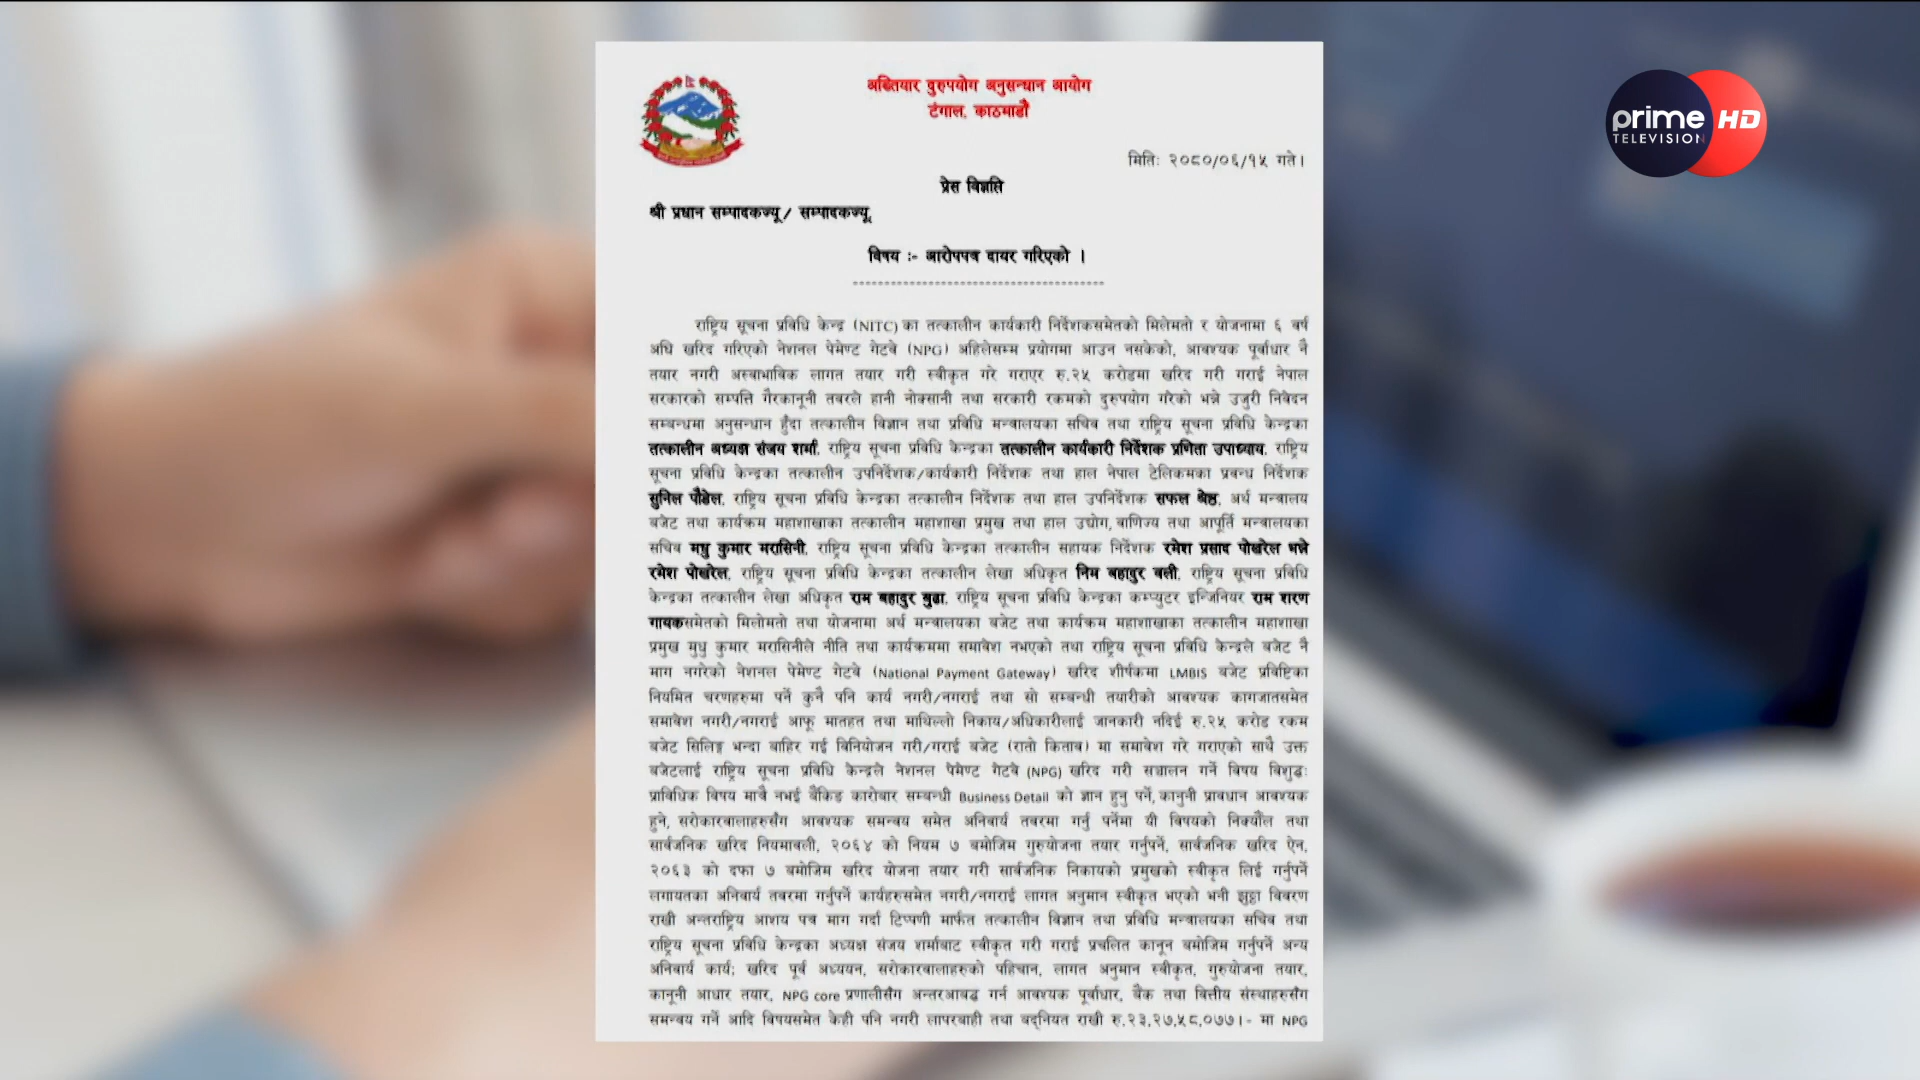 अख्तियार दुरुपयोग अनुसन्धान आयोग
टंगाल, काठमाडौं
prime HD
TELEVISION
मितिः २०८०/०६/१५ गते।
प्रेस विज्ञप्ति
श्री प्रधान सम्पादकज्यू/ सम्पादकज्यू,
विषय :- आरोपपत्र दायर गरिएको ।
राष्ट्रिय सूचना प्रविधि केन्द्र (NITC) का तत्कालीन कार्यकारी निर्देशकसमेतको मिलेमतो र योजनामा ६ वर्ष
अघि खरिद गरिएको नेशनल पेमेण्ट गेटवे (NPG) अहिलेसम्म प्रयोगमा आउन नसकेको, आवश्यक पूर्वाधार नै
तयार नगरी अस्वाभाविक लागत तयार गरी स्वीकृत गरे गराएर रु.२५ करोडमा खरिद गरी गराई नेपाल
सरकारको सम्पत्ति गैरकानूनी तबरले हानी नोक्सानी तथा सरकारी रकमको दुरुपयोग गरेको भन्ने उजुरी निवेदन
सम्बन्धमा अनुसन्धान हुँदा तत्कालीन विज्ञान तथा प्रविधि मन्त्रालयका सचिव तथा राष्ट्रिय सूचना प्रविधि केन्द्रका
तत्कालीन अध्यक्ष संजय शर्मा, राष्ट्रिय सूचना प्रविधि केन्द्रका तत्कालीन कार्यकारी निर्देशक प्रणिता उपाध्याय, राष्ट्रिय
सूचना प्रविधि केन्द्रका तत्कालीन उपनिर्देशक/कार्यकारी निर्देशक तथा हाल नेपाल टेलिकमका प्रबन्ध निर्देशक
सुनिल पौडेल, राष्ट्रिय सूचना प्रविधि केन्द्रका तत्कालीन निर्देशक तथा हाल उपनिर्देशक सफल श्रेष्ठ, अर्थ मन्त्रालय
बजेट तथा कार्यक्रम महाशाखाका तत्कालीन महाशाखा प्रमुख तथा हाल उद्योग, वाणिज्य तथा आपूर्ति मन्त्रालयका
सचिव मधु कुमार मरासिनी, राष्ट्रिय सूचना प्रविधि केन्द्रका तत्कालीन सहायक निर्देशक रमेश प्रसाद पोखरेल भन्ने
रमेश पोखरेल, राष्ट्रिय सूचना प्रविधि केन्द्रका तत्कालीन लेखा अधिकृत निम बहादुर वली, राष्ट्रिय सूचना प्रविधि
केन्द्रका तत्कालीन लेखा अधिकृत राम बहादुर बुढा, राष्ट्रिय सूचना प्रविधि केन्द्रका कम्प्युटर इन्जिनियर राम शरण
गायकसमेतको मिलोमतो तथा योजनामा अर्थ मन्त्रालयका बजेट तथा कार्यक्रम महाशाखाका तत्कालीन महाशाखा
प्रमुख मुधु कुमार मरासिनीले नीति तथा कार्यक्रममा समावेश नभएको तथा राष्ट्रिय सूचना प्रविधि केन्द्रले बजेट नै
माग नगरेको नेशनल पेमेण्ट गेटवे (National Payment Gateway) खरिद शीर्षकमा LMBIS बजेट प्रविष्टिका
नियमित चरणहरुमा पर्ने कुनै पनि कार्य नगरी/नगराई तथा सो सम्बन्धी तयारीको आवश्यक कागजातसमेत
समावेश नगरी/नगराई आफू मातहत तथा माथिल्लो निकाय/अधिकारीलाई जानकारी नदिई रु.२५ करोड रकम
बजेट सिलिङ्ग भन्दा बाहिर गई विनियोजन गरी/गराई बजेट (रातो किताब) मा समावेश गरे गराएको साथै उक्त
बजेटलाई राष्ट्रिय सूचना प्रविधि केन्द्रले नेशनल पेमेण्ट गेटवे (NPG) खरिद गरी सञ्चालन गर्ने विषय विशुद्धः
प्राविधिक विषय मात्रै नभई बैंकिङ कारोबार सम्बन्धी Business Detail को ज्ञान हुनु पर्ने, कानुनी प्रावधान आवश्यक
हुने, सरोकारवालाहरुसँग आवश्यक समन्वय समेत अनिवार्य तवरमा गर्नु पर्नेमा यी विषयको निर्क्यौल तथा
सार्वजनिक खरिद नियमावली, २०६४ को नियम ७ बमोजिम गुरुयोजना तयार गर्नुपर्ने, सार्वजनिक खरिद ऐन,
२०६३ को दफा ७ बमोजिम खरिद योजना तयार गरी सार्वजनिक निकायको प्रमुखको स्वीकृत लिई गर्नुपर्ने
लगायतका अनिवार्य तवरमा गर्नुपर्ने कार्यहरुसमेत नगरी/नगराई लागत अनुमान स्वीकृत भएको भनी झुठ्ठा विवरण
राखी अन्तराष्ट्रिय आशय पत्र माग गर्दा टिप्पणी मार्फत तत्कालीन विज्ञान तथा प्रविधि मन्त्रालयका सचिव तथा
राष्ट्रिय सूचना प्रविधि केन्द्रका अध्यक्ष संजय शर्माबाट स्वीकृत गरी गराई प्रचलित कानून बमोजिम गर्नुपर्ने अन्य
अनिवार्य कार्य; खरिद पूर्व अध्ययन, सरोकारवालाहरुको पहिचान, लागत अनुमान स्वीकृत, गुरुयोजना तयार,
कानूनी आधार तयार, NPG core प्रणालीसँग अन्तरआवद्ध गर्न आवश्यक पूर्वाधार, बैंक तथा वित्तीय संस्थाहरुसँग
समन्वय गर्ने आदि विषयसमेत केही पनि नगरी लापरवाही तथा बद्नियत राखी रु.२३,२७,५८,०७७।- मा NPG